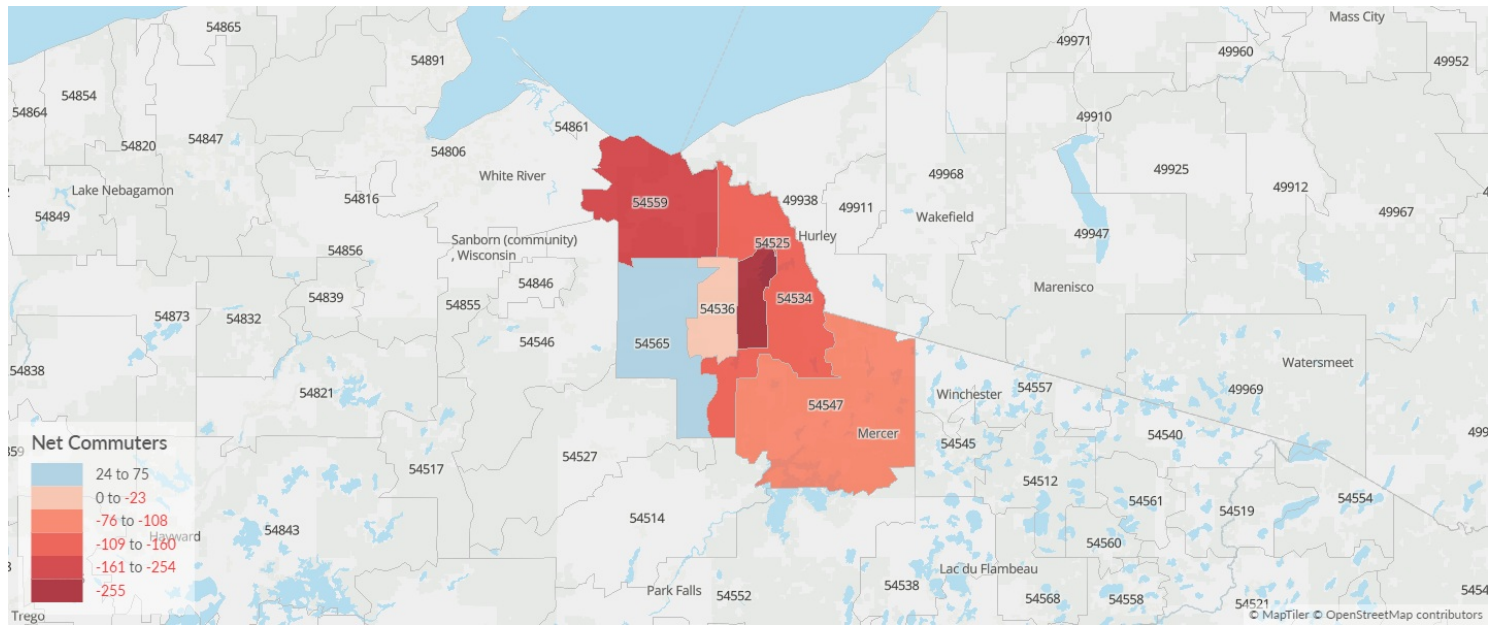 Mass City
54865
49971
49960
54891
49952
54854
54864
49910
54861
54847
54820
54806
49925
White River
49968
49912
Lake Nebagamon
54816
54559
49938
49911
49967
54849
Wakefield
Hurley
49947
Sanborn (community)
, Wisconsin
54525
54856
54846
Marenisco
54839
54855
54534
54536
54873
54832
54546
54565
Watersmeet
54838
54557
49969
54821
Winchester
54547
Mercer
54540
Net Commuters
54545
24 to 75
54527
0 to -23
54517
54512
-76 to -108
54561
54554
54519
54514
-109 to -160
Hayward
54843
54560
-161 to -254
Lac du Flambeau
54538
-255
Park Falls
54552
54568
54558
54521
Trego
© MapTiler © OpenStreetMap contributors